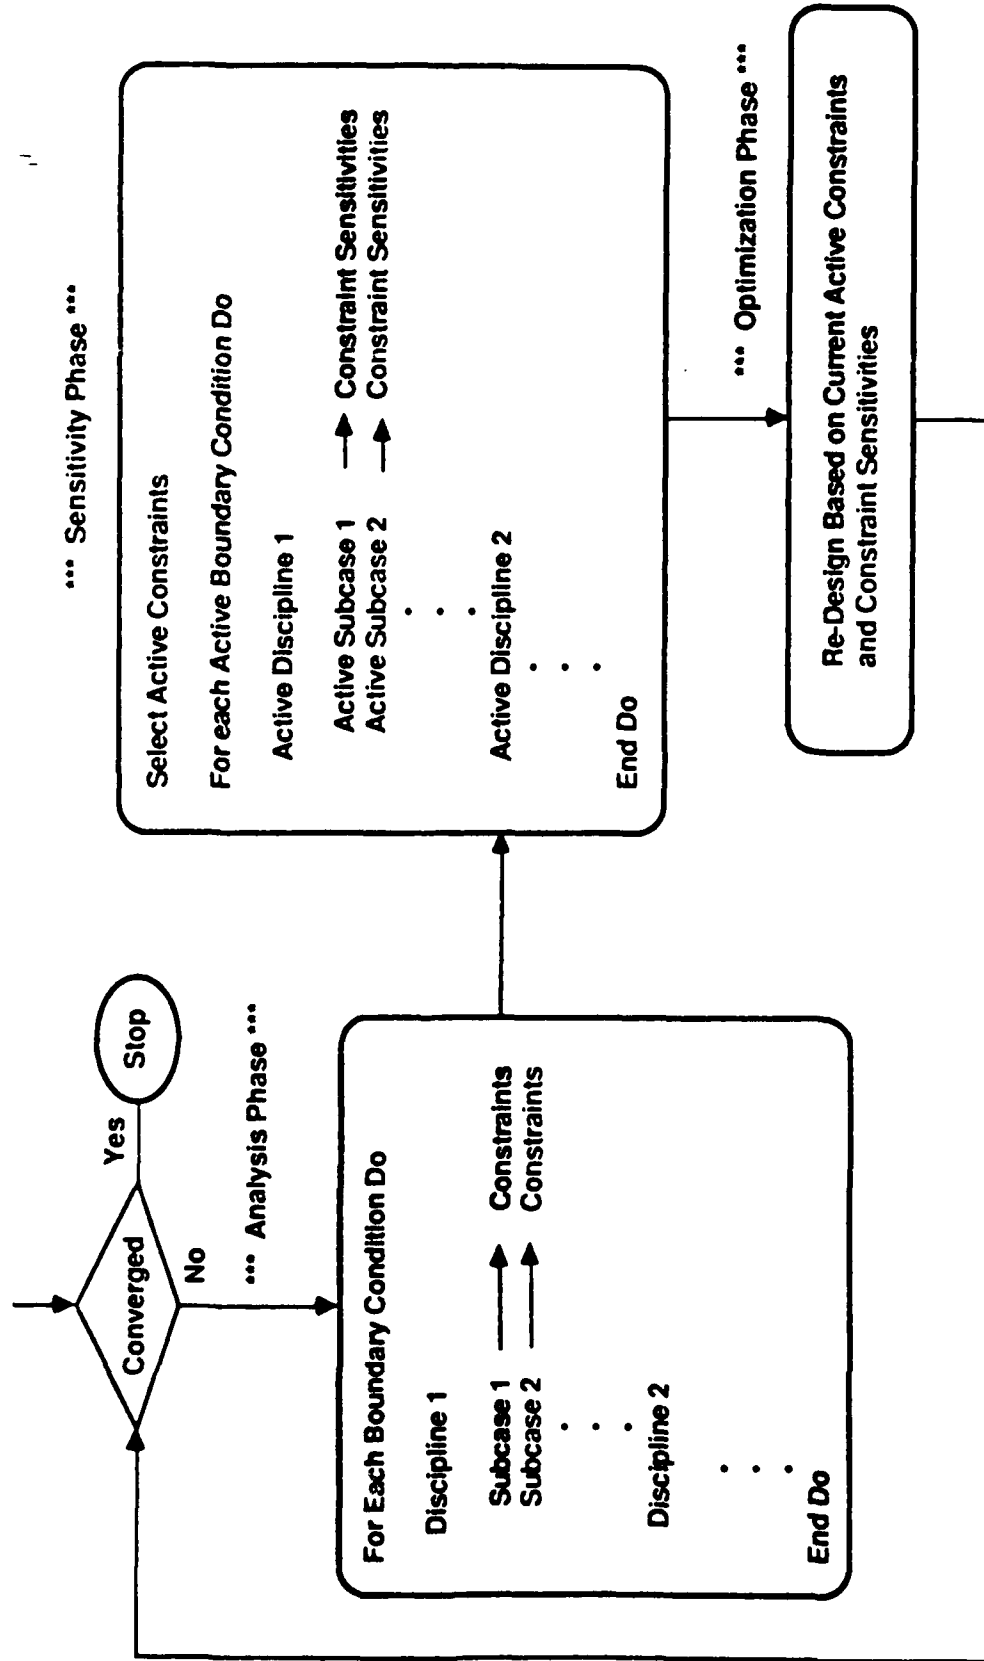 Converged
Yes
Stop
No
*** Analysis Phase ***
For Each Boundary Condition Do
Discipline 1
Subcase 1 Constraints
Subcase 2 Constraints
. . .
Discipline 2
. . .
End Do
*** Sensitivity Phase ***
Select Active Constraints
For each Active Boundary Condition Do
Active Discipline 1
Active Subcase 1 Constraint Sensitivities
Active Subcase 2 Constraint Sensitivities
. . .
Active Discipline 2
. . .
End Do
*** Optimization Phase ***
Re-Design Based on Current Active Constraints
and Constraint Sensitivities